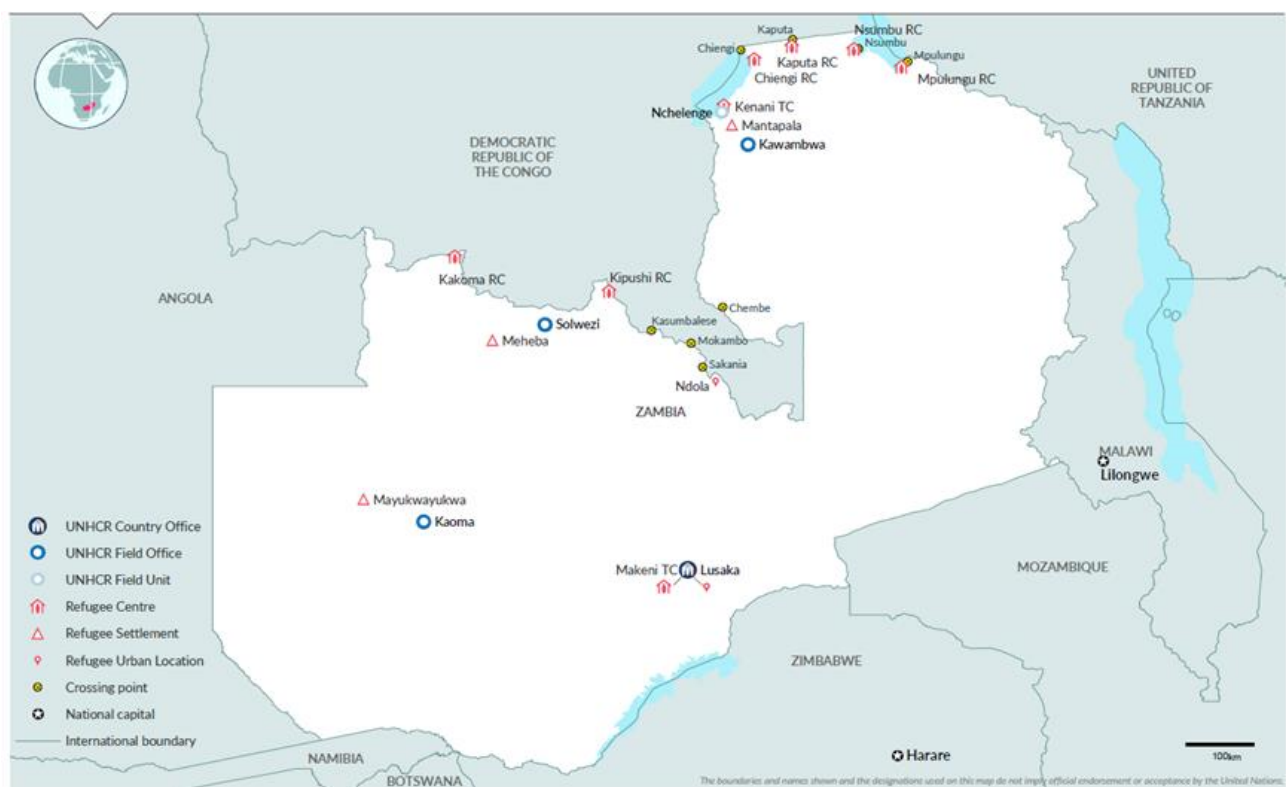 Kaputa
Nsumbu RC
Chiengi
Nsumbu
Kaputa RC
Mpulungu
Chiengi RC
Mpulungu RC
UNITED
REPUBLIC OF
TANZANIA
Nchelenge
Kenani TC
Mantapala
DEMOCRATIC
REPUBLIC OF
THE CONGO
Kawambwa
Kakoma RC
Kipushi RC
ANGOLA
Chembe
Solwezi
Kasumbalese
Meheba
Mokambo
Sakania
Ndola
ZAMBIA
MALAWI
Lilongwe
Mayukwayukwa
Kaoma
UNHCR Country Office
UNHCR Field Office
UNHCR Field Unit
Refugee Centre
Refugee Settlement
Refugee Urban Location
Crossing point
National capital
International boundary
Makeni TC
Lusaka
MOZAMBIQUE
ZIMBABWE
NAMIBIA
BOTSWANA
Harare
100km
The boundaries and names shown and the designations used on this map do not imply official endorsement or acceptance by the United Nations.